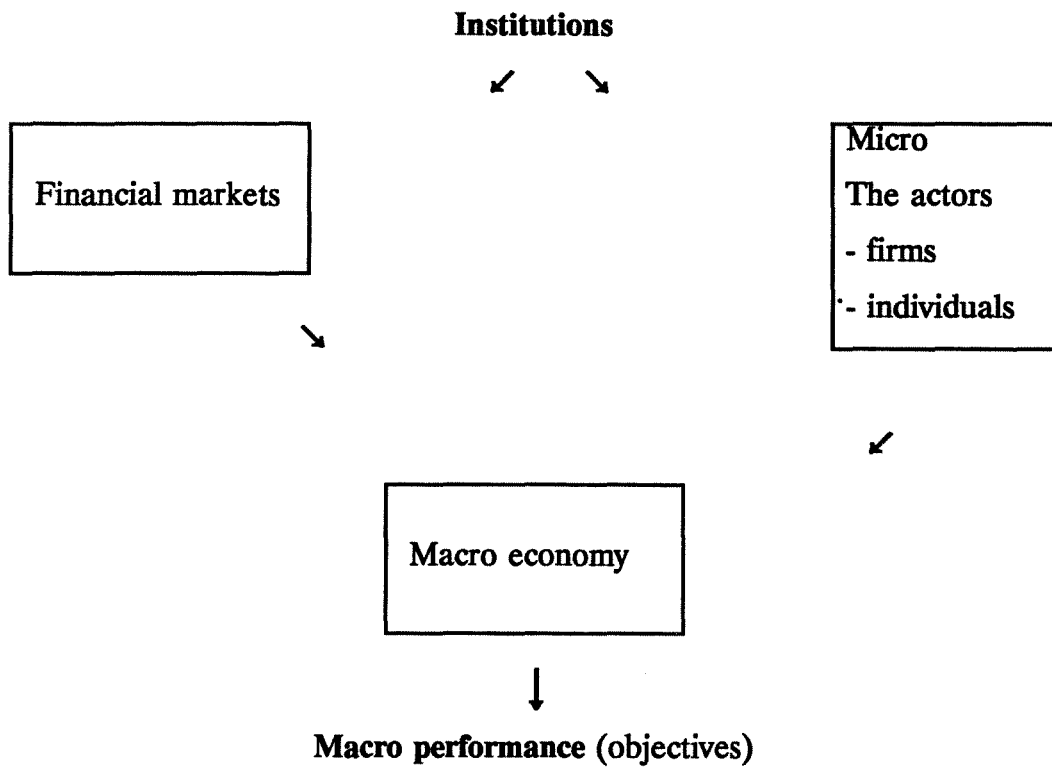 Institutions
Financial markets
Micro
The actors
- firms
- individuals
Macro economy
Macro performance (objectives)